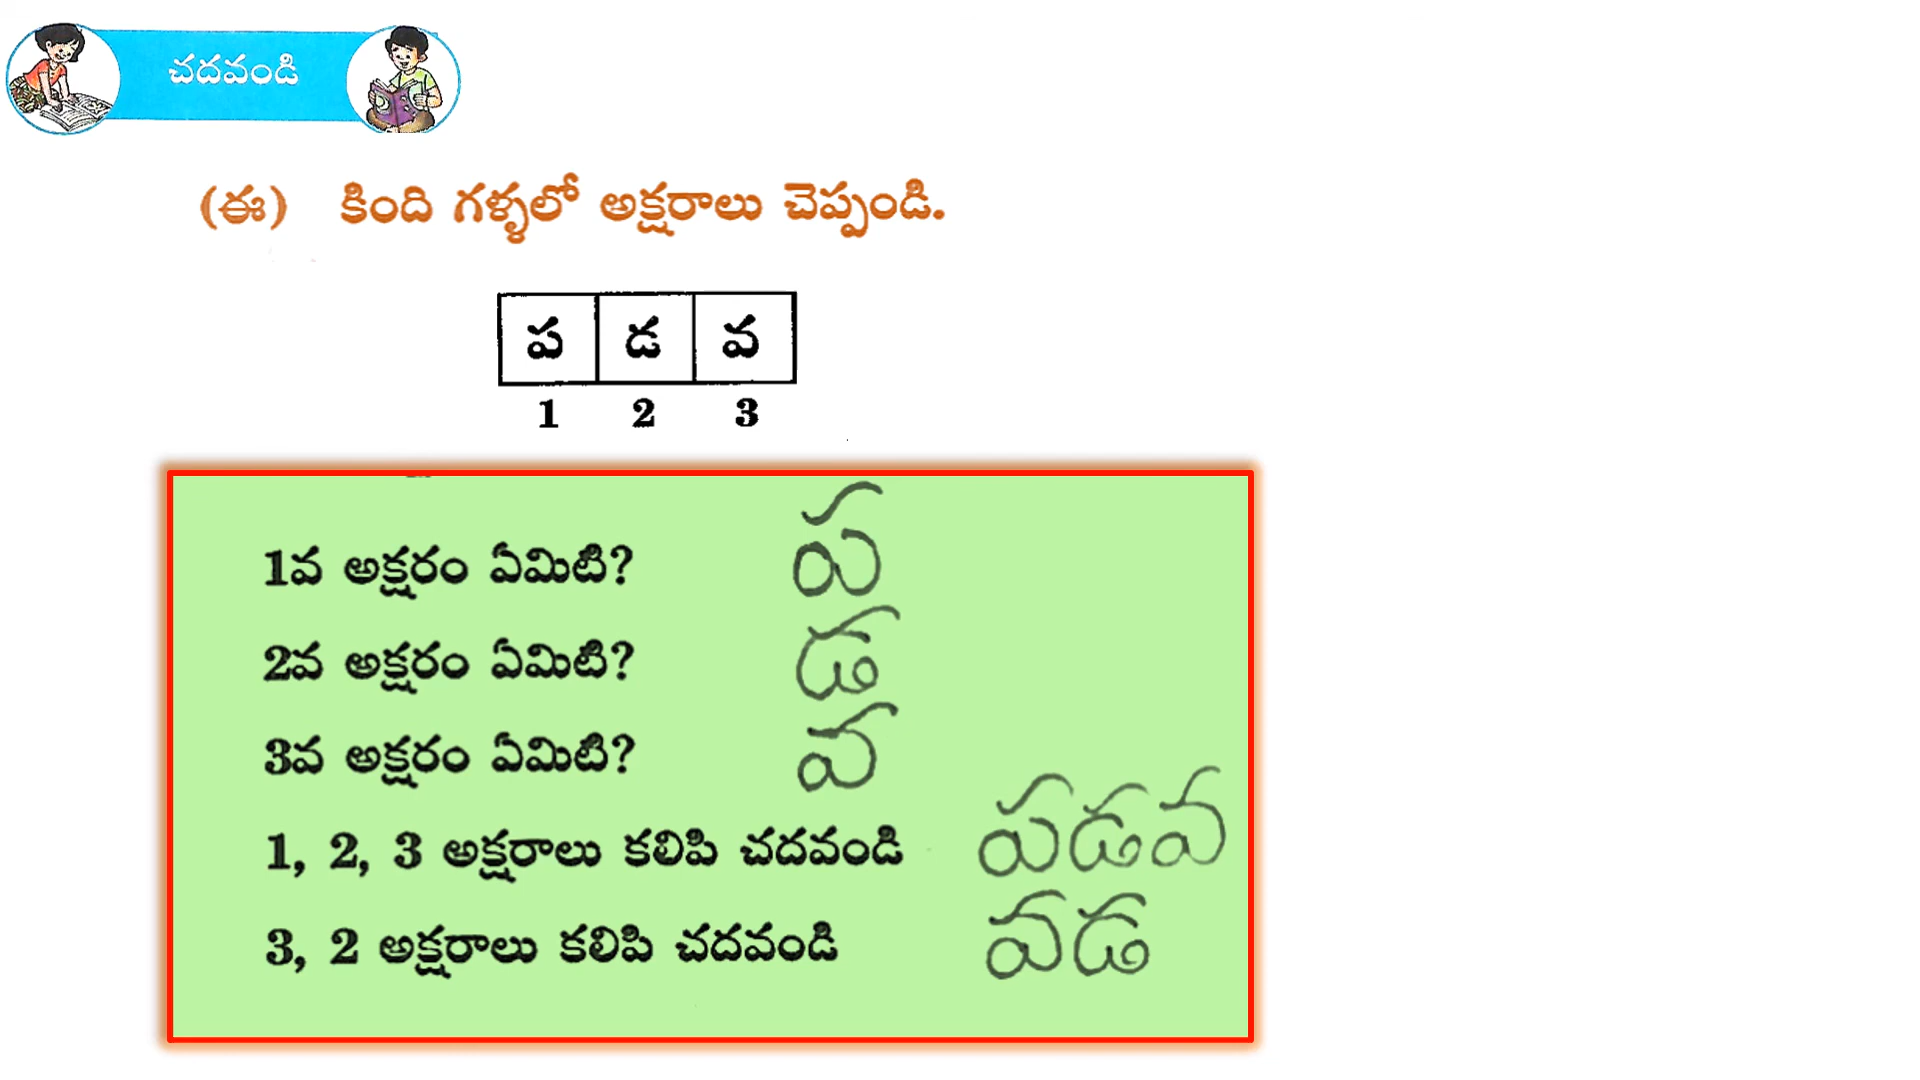 చదవండి
(ఈ) కింది గళ్ళలో అక్షరాలు చెప్పండి.
ప డ వ
1 2 3
1వ అక్షరం ఏమిటి? ప
2వ అక్షరం ఏమిటి? డ
3వ అక్షరం ఏమిటి? వ
1, 2, 3 అక్షరాలు కలిపి చదవండి పడవ
3, 2 అక్షరాలు కలిపి చదవండి వడ